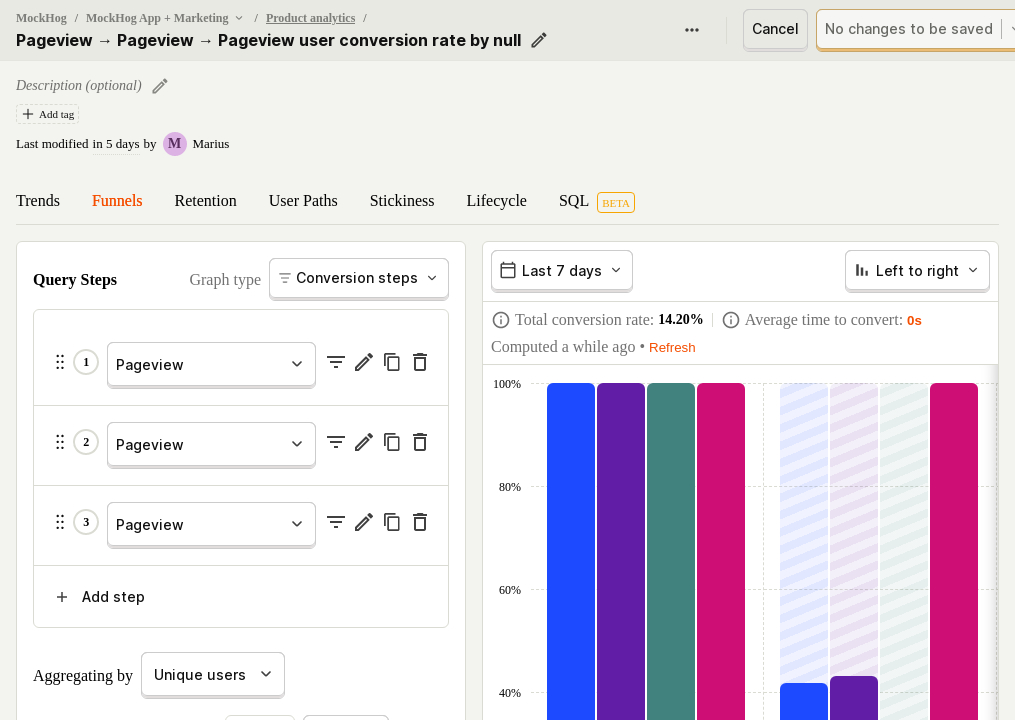 MockHog / MockHog App + Marketing / Product analytics /
Pageview → Pageview → Pageview user conversion rate by null
Cancel
No changes to be saved
Description (optional)
Add tag
Last modified in 5 days by M Marius
Trends Funnels Retention User Paths Stickiness Lifecycle SQL BETA
Query Steps Graph type Conversion steps
1 Pageview
2 Pageview
3 Pageview
Add step
Aggregating by Unique users
Last 7 days Left to right
Total conversion rate: 14.20% Average time to convert: 0s
Computed a while ago • Refresh
100%
80%
60%
40%